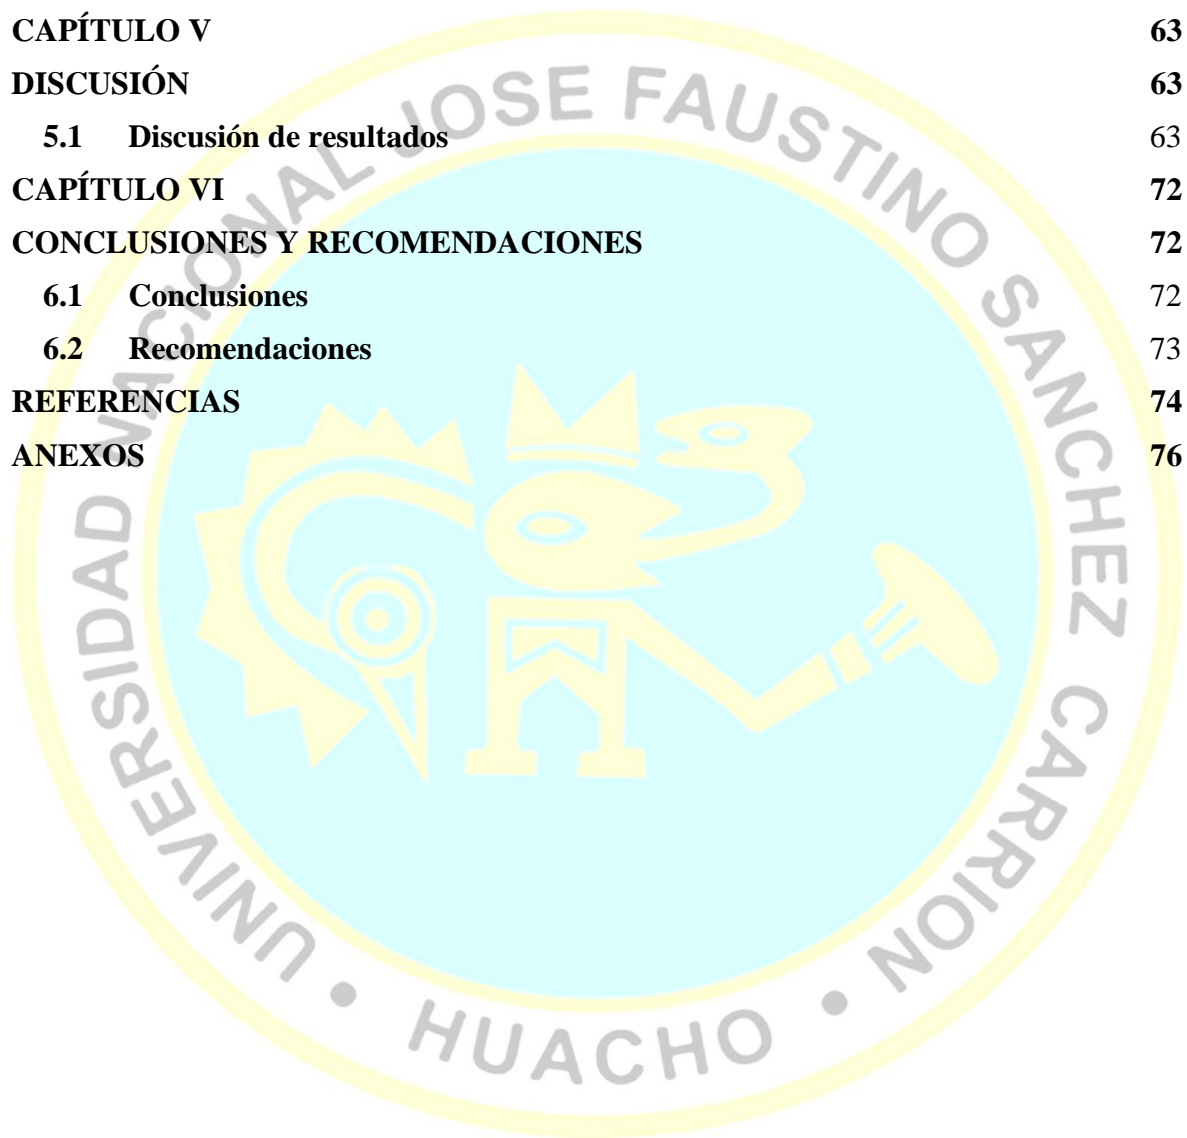 CAPÍTULO V 63
DISCUSIÓN 63
5.1 Discusión de resultados 63
CAPÍTULO VI 72
CONCLUSIONES Y RECOMENDACIONES 72
6.1 Conclusiones 72
6.2 Recomendaciones 73
REFERENCIAS 74
ANEXOS 76
UNIVERSIDAD NACIONAL JOSE FAUSTINO SANCHEZ CARRION • HUACHO •